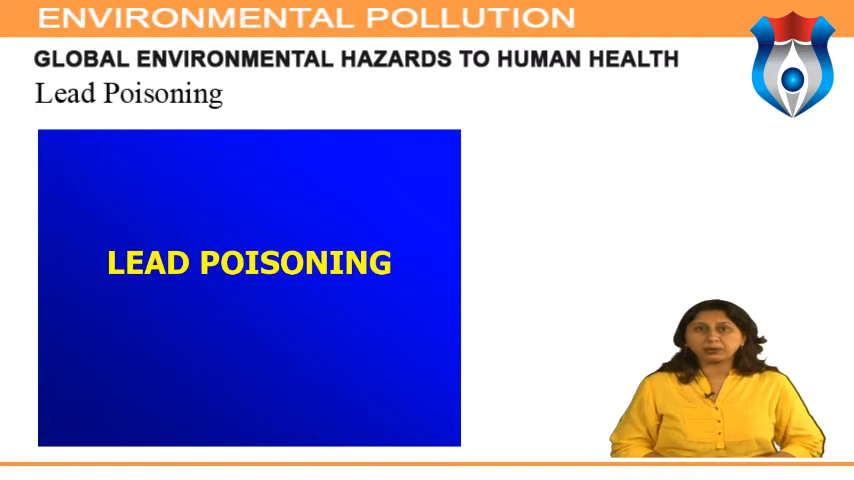 ENVIRONMENTAL POLLUTION
GLOBAL ENVIRONMENTAL HAZARDS TO HUMAN HEALTH
Lead Poisoning
LEAD POISONING